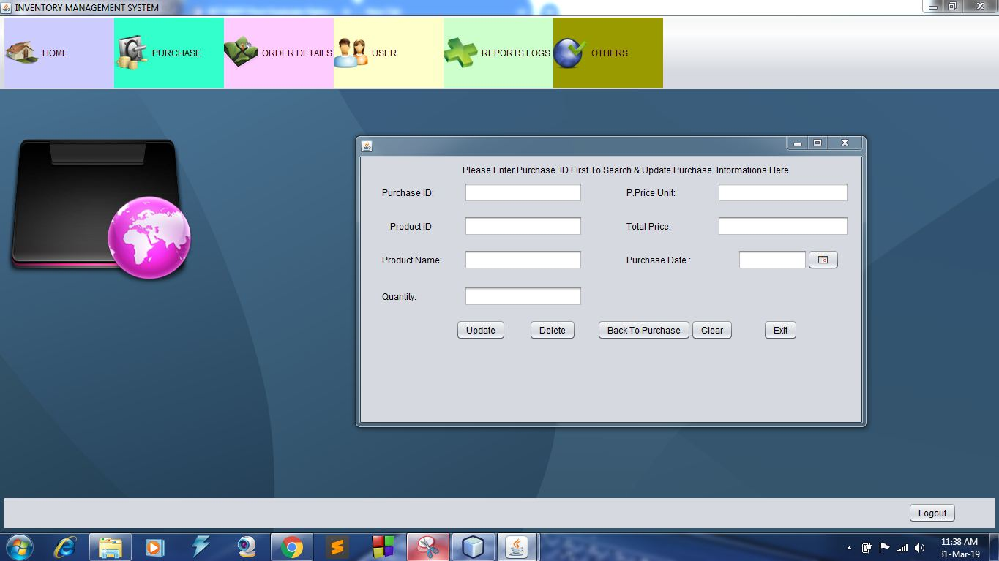 INVENTORY MANAGEMENT SYSTEM
HOME PURCHASE ORDER DETAILS USER REPORTS LOGS OTHERS
Please Enter Purchase ID First To Search & Update Purchase Informations Here
Purchase ID: P.Price Unit:
Product ID Total Price:
Product Name: Purchase Date :
Quantity:
Update Delete Back To Purchase Clear Exit
Logout
11:38 AM
31-Mar-19